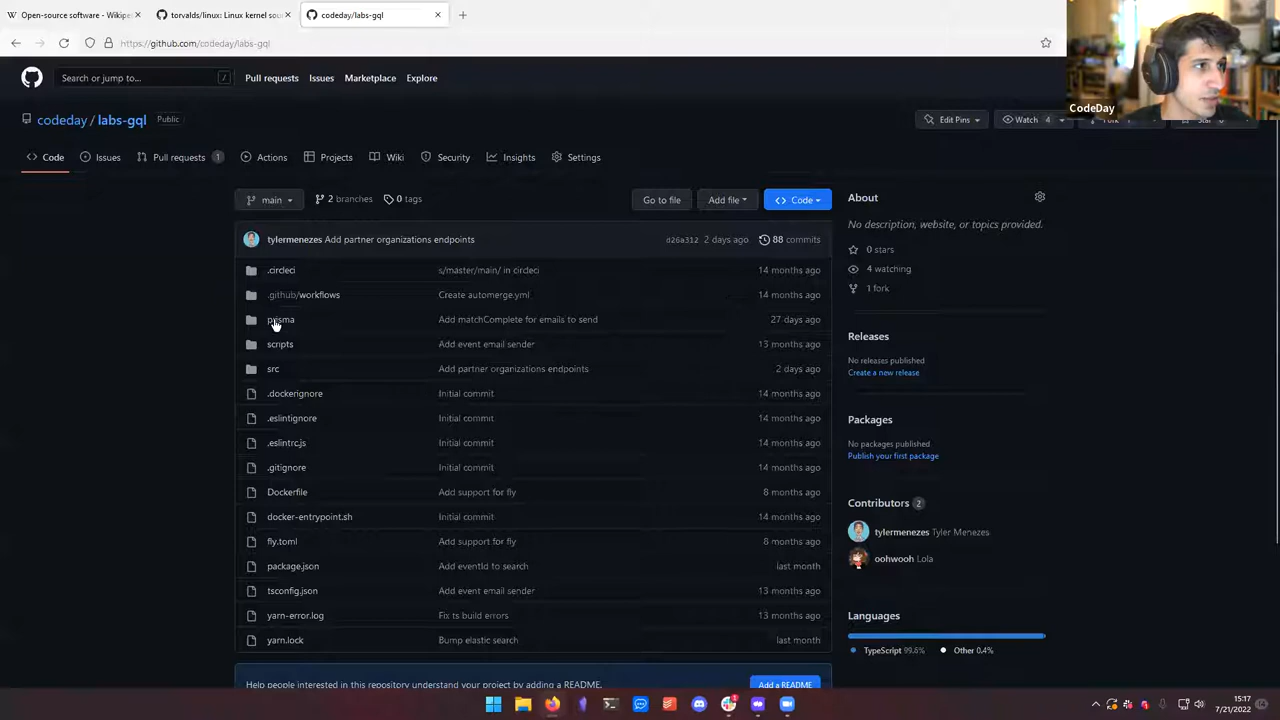 Open-source software - Wikipe
torvalds/linux: Linux kernel sou
codeday/labs-gql
https://github.com/codeday/labs-gql
Search or jump to...
/
Pull requests
Issues
Marketplace
Explore
CodeDay
codeday / labs-gql
Public
Edit Pins
Watch 4
Code
Issues
Pull requests 1
Actions
Projects
Wiki
Security
Insights
Settings
main
2 branches
0 tags
Go to file
Add file
Code
tylermenezes Add partner organizations endpoints
d26a312 2 days ago
88 commits
.circleci s/master/main/ in circleci 14 months ago
.github/workflows Create automerge.yml 14 months ago
prisma Add matchComplete for emails to send 27 days ago
scripts Add event email sender 13 months ago
src Add partner organizations endpoints 2 days ago
.dockerignore Initial commit 14 months ago
.eslintignore Initial commit 14 months ago
.eslintrc.js Initial commit 14 months ago
.gitignore Initial commit 14 months ago
Dockerfile Add support for fly 8 months ago
docker-entrypoint.sh Initial commit 14 months ago
fly.toml Add support for fly 8 months ago
package.json Add eventId to search last month
tsconfig.json Add event email sender 13 months ago
yarn-error.log Fix ts build errors 13 months ago
yarn.lock Bump elastic search last month
Help people interested in this repository understand your project by adding a README.
Add a README
About
No description, website, or topics provided.
0 stars
4 watching
1 fork
Releases
No releases published
Create a new release
Packages
No packages published
Publish your first package
Contributors 2
tylermenezes Tyler Menezes
oohwooh Lola
Languages
TypeScript 99.6%
Other 0.4%
15:17
7/21/2022